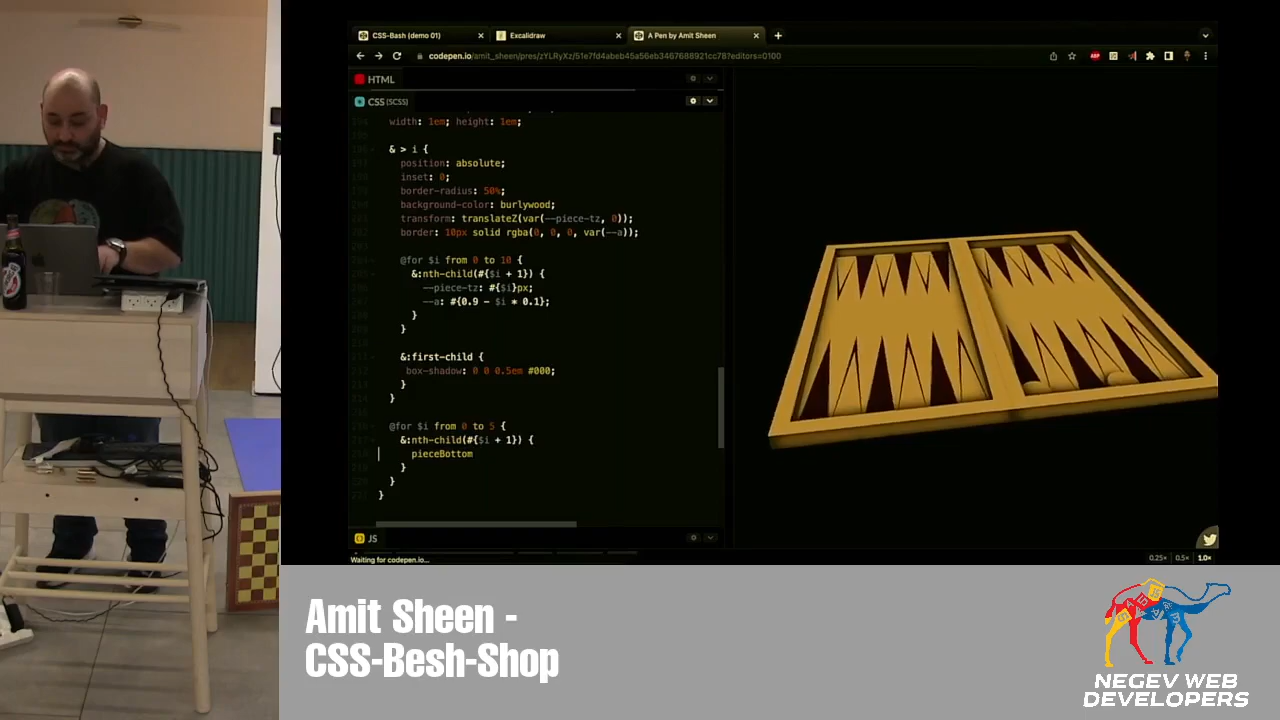 CSS-Bash (demo 01)
Excalidraw
A Pen by Amit Sheen
codepen.io/amit_sheen/pres/zYLRyXz/51e7fd4abeb45a56eb3467688921cc78?editors=0100
HTML
CSS (SCSS)
width: 1em; height: 1em;
& > i {
position: absolute;
inset: 0;
border-radius: 50%;
background-color: burlywood;
transform: translateZ(var(--piece-tz, 0));
border: 10px solid rgba(0, 0, 0, var(--a));
@for $i from 0 to 10 {
&:nth-child(#{$i + 1}) {
--piece-tz: #{$i}px;
--a: #{0.9 - $i * 0.1};
}
}
&:first-child {
box-shadow: 0 0 0.5em #000;
}
}
@for $i from 0 to 5 {
&:nth-child(#{$i + 1}) {
pieceBottom
}
}
}
JS
Waiting for codepen.io...
0.25× 0.5× 1.0×
Amit Sheen -
CSS-Besh-Shop
NEGEV WEB
DEVELOPERS